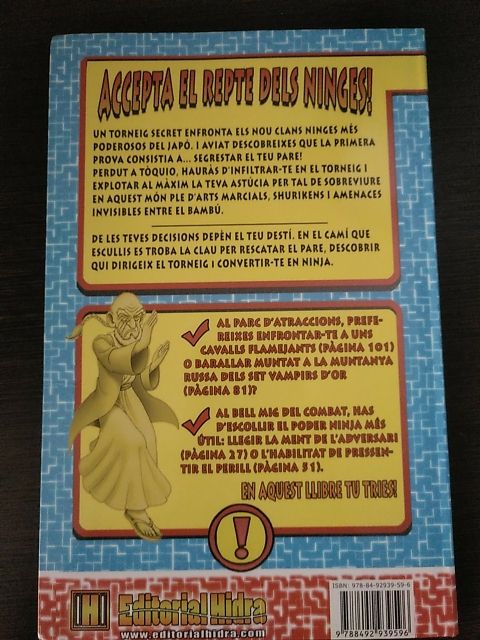 ACCEPTA EL REPTE DELS NINGES!
UN TORNEIG SECRET ENFRONTA ELS NOU CLANS NINGES MÉS
PODEROSOS DEL JAPÓ. I AVIAT DESCOBREIXES QUE LA PRIMERA
PROVA CONSISTIA A... SEGRESTAR EL TEU PARE!
PERDUT A TÒQUIO, HAURÀS D'INFILTRAR-TE EN EL TORNEIG I
EXPLOTAR AL MÀXIM LA TEVA ASTÚCIA PER TAL DE SOBREVIURE
EN AQUEST MÓN PLE D'ARTS MARCIALS, SHURIKENS I AMENACES
INVISIBLES ENTRE EL BAMBÚ.
DE LES TEVES DECISIONS DEPÈN EL TEU DESTÍ. EN EL CAMÍ QUE
ESCULLIS ES TROBA LA CLAU PER RESCATAR EL PARE, DESCOBRIR
QUI DIRIGEIX EL TORNEIG I CONVERTIR-TE EN NINJA.
AL PARC D'ATRACCIONS, PREFE-
REIXES ENFRONTAR-TE A UNS
CAVALLS FLAMEJANTS (PÀGINA 101)
O BARALLAR MUNTAT A LA MUNTANYA
RUSSA DELS SET VAMPIRS D'OR
(PÀGINA 81)?
AL BELL MIG DEL COMBAT, HAS
D'ESCOLLIR EL PODER NINJA MÉS
ÚTIL: LLEGIR LA MENT DE L'ADVERSARI
(PÀGINA 27) O L'HABILITAT DE PRESSEN-
TIR EL PERILL (PÀGINA 51).
EN AQUEST LLIBRE TU TRIES!
!
ISBN: 978-84-92939-59-6
H Editorial Hidra
www.editorialhidra.com
9 788492 939596